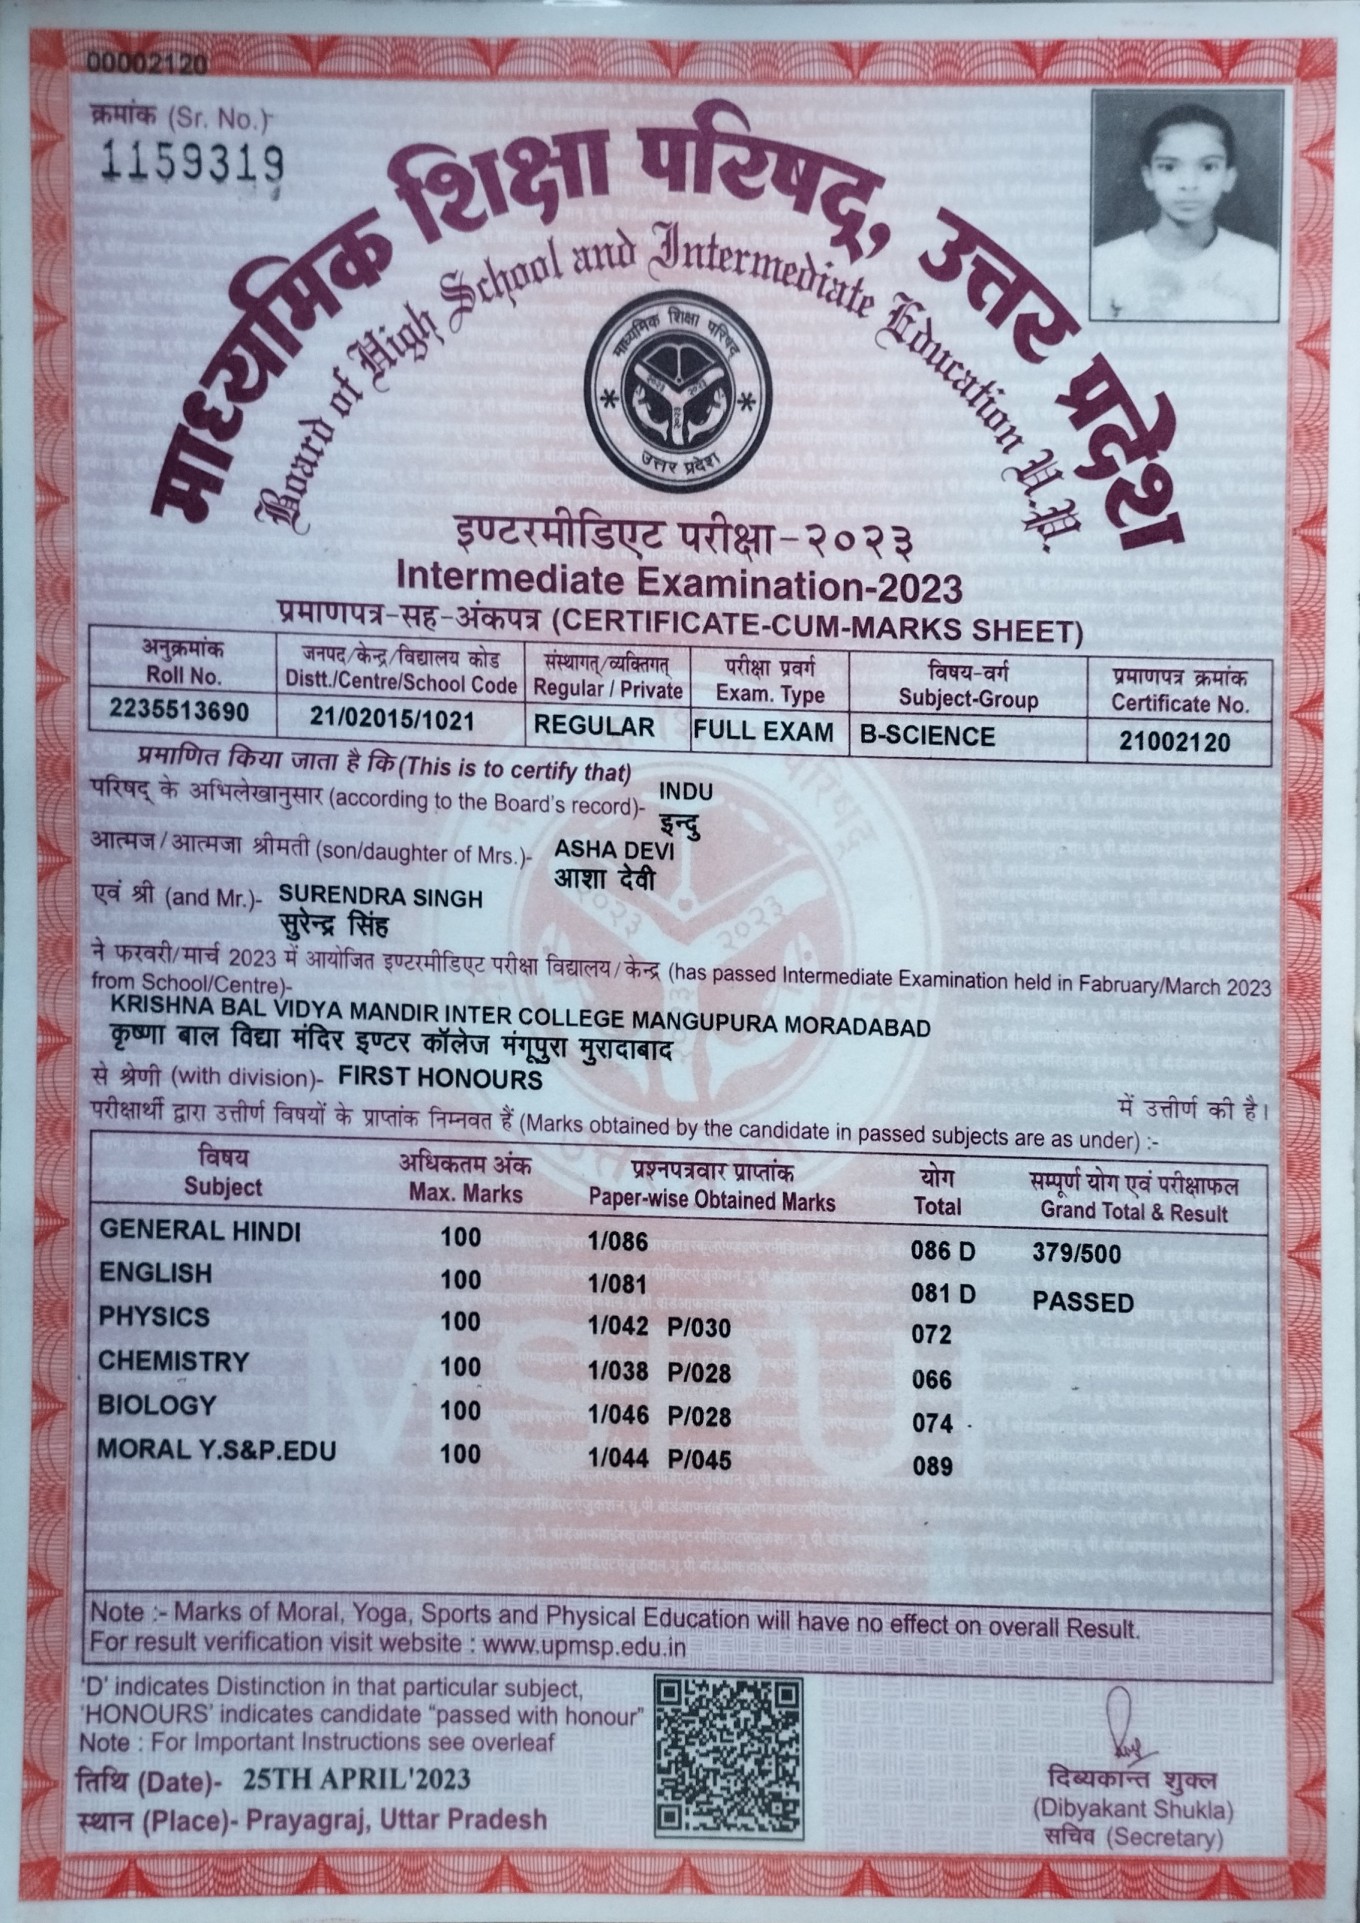 00002120
क्रमांक (Sr. No.)-
1159319
माध्यमिक शिक्षा परिषद्, उत्तर प्रदेश
Board of High School and Intermediate Education U.P.
माध्यमिक शिक्षा परिषद्
उत्तर प्रदेश
इण्टरमीडिएट परीक्षा-२०२३
Intermediate Examination-2023
प्रमाणपत्र-सह-अंकपत्र (CERTIFICATE-CUM-MARKS SHEET)
अनुक्रमांक जनपद/केन्द्र/विद्यालय कोड संस्थागत्/व्यक्तिगत् परीक्षा प्रवर्ग विषय-वर्ग प्रमाणपत्र क्रमांक
Roll No. Distt./Centre/School Code Regular / Private Exam. Type Subject-Group Certificate No.
2235513690 21/02015/1021 REGULAR FULL EXAM B-SCIENCE 21002120
प्रमाणित किया जाता है कि (This is to certify that)
परिषद् के अभिलेखानुसार (according to the Board's record)- INDU
इन्दु
आत्मज/आत्मजा श्रीमती (son/daughter of Mrs.)- ASHA DEVI
आशा देवी
एवं श्री (and Mr.)- SURENDRA SINGH
सुरेन्द्र सिंह
ने फरवरी/मार्च 2023 में आयोजित इण्टरमीडिएट परीक्षा विद्यालय/केन्द्र (has passed Intermediate Examination held in Fabruary/March 2023
from School/Centre)-
KRISHNA BAL VIDYA MANDIR INTER COLLEGE MANGUPURA MORADABAD
कृष्णा बाल विद्या मंदिर इण्टर कॉलेज मंगूपुरा मुरादाबाद
से श्रेणी (with division)- FIRST HONOURS
में उत्तीर्ण की है।
परीक्षार्थी द्वारा उत्तीर्ण विषयों के प्राप्तांक निम्नवत हैं (Marks obtained by the candidate in passed subjects are as under) :-
विषय अधिकतम अंक प्रश्नपत्रवार प्राप्तांक योग सम्पूर्ण योग एवं परीक्षाफल
Subject Max. Marks Paper-wise Obtained Marks Total Grand Total & Result
GENERAL HINDI 100 1/086 086 D 379/500
ENGLISH 100 1/081 081 D PASSED
PHYSICS 100 1/042 P/030 072
CHEMISTRY 100 1/038 P/028 066
BIOLOGY 100 1/046 P/028 074
MORAL Y.S&P.EDU 100 1/044 P/045 089
Note :- Marks of Moral, Yoga, Sports and Physical Education will have no effect on overall Result.
For result verification visit website : www.upmsp.edu.in
'D' indicates Distinction in that particular subject,
'HONOURS' indicates candidate "passed with honour"
Note : For Important Instructions see overleaf
तिथि (Date)- 25TH APRIL'2023
स्थान (Place)- Prayagraj, Uttar Pradesh
दिब्यकान्त शुक्ल
(Dibyakant Shukla)
सचिव (Secretary)